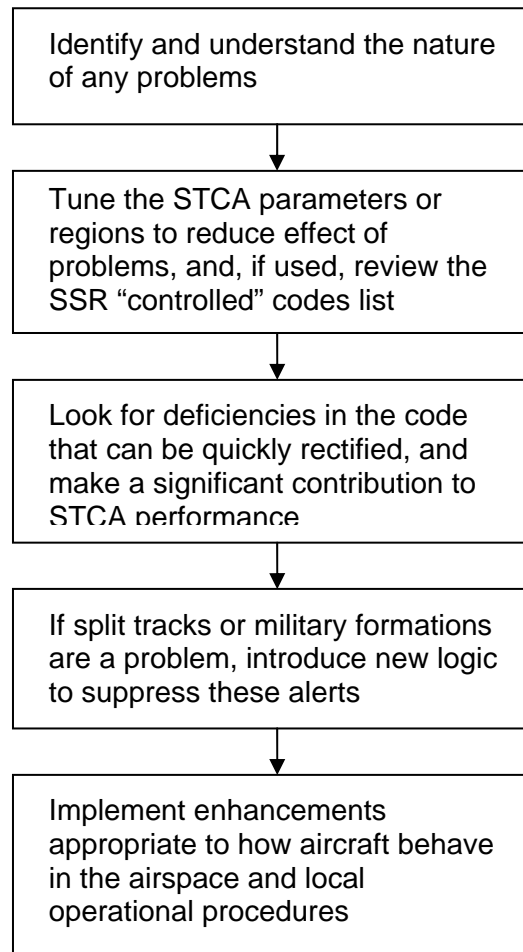 Identify and understand the nature
of any problems
Tune the STCA parameters or
regions to reduce effect of
problems, and, if used, review the
SSR “controlled” codes list
Look for deficiencies in the code
that can be quickly rectified, and
make a significant contribution to
STCA performance
If split tracks or military formations
are a problem, introduce new logic
to suppress these alerts
Implement enhancements
appropriate to how aircraft behave
in the airspace and local
operational procedures